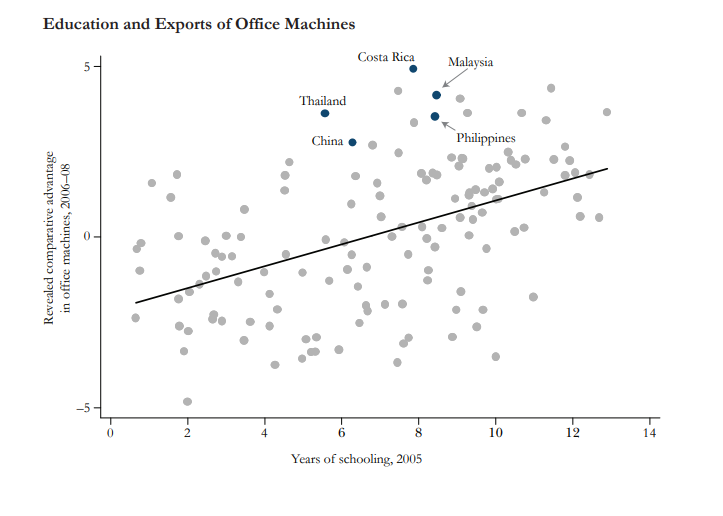 Education and Exports of Office Machines
Costa Rica
Malaysia
Thailand
China
Philippines
Revealed comparative advantage
in office machines, 2006–08
5
0
–5
0 2 4 6 8 10 12 14
Years of schooling, 2005